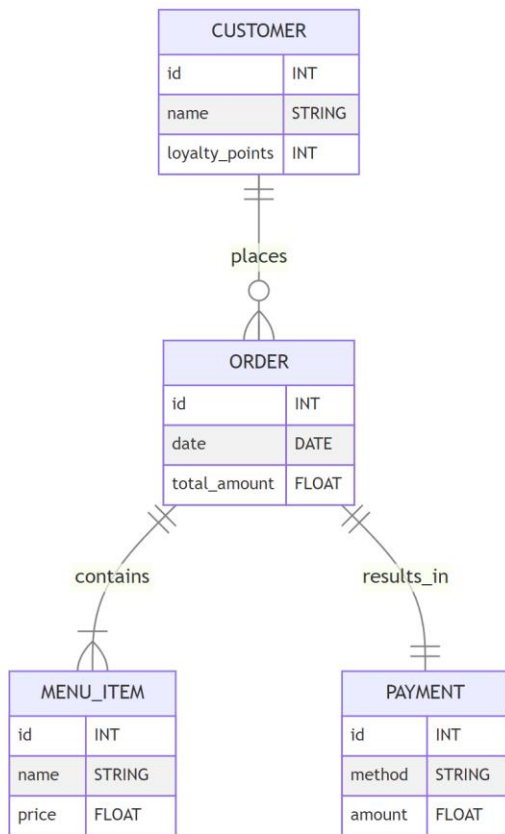 CUSTOMER
id INT
name STRING
loyalty_points INT
places
ORDER
id INT
date DATE
total_amount FLOAT
contains results_in
MENU_ITEM PAYMENT
id INT id INT
name STRING method STRING
price FLOAT amount FLOAT